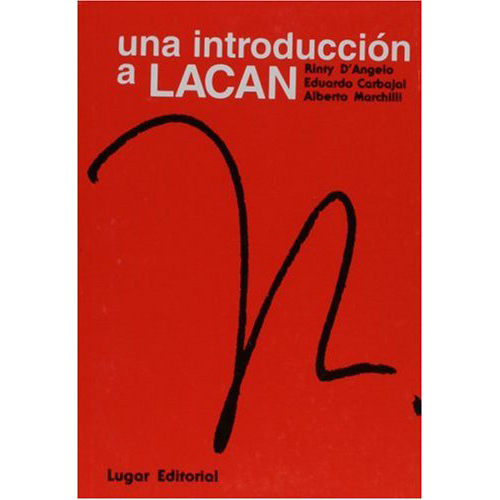 una introducción
a LACAN
Rinty D'Angelo
Eduardo Carbajal
Alberto Marchilli
Lugar Editorial